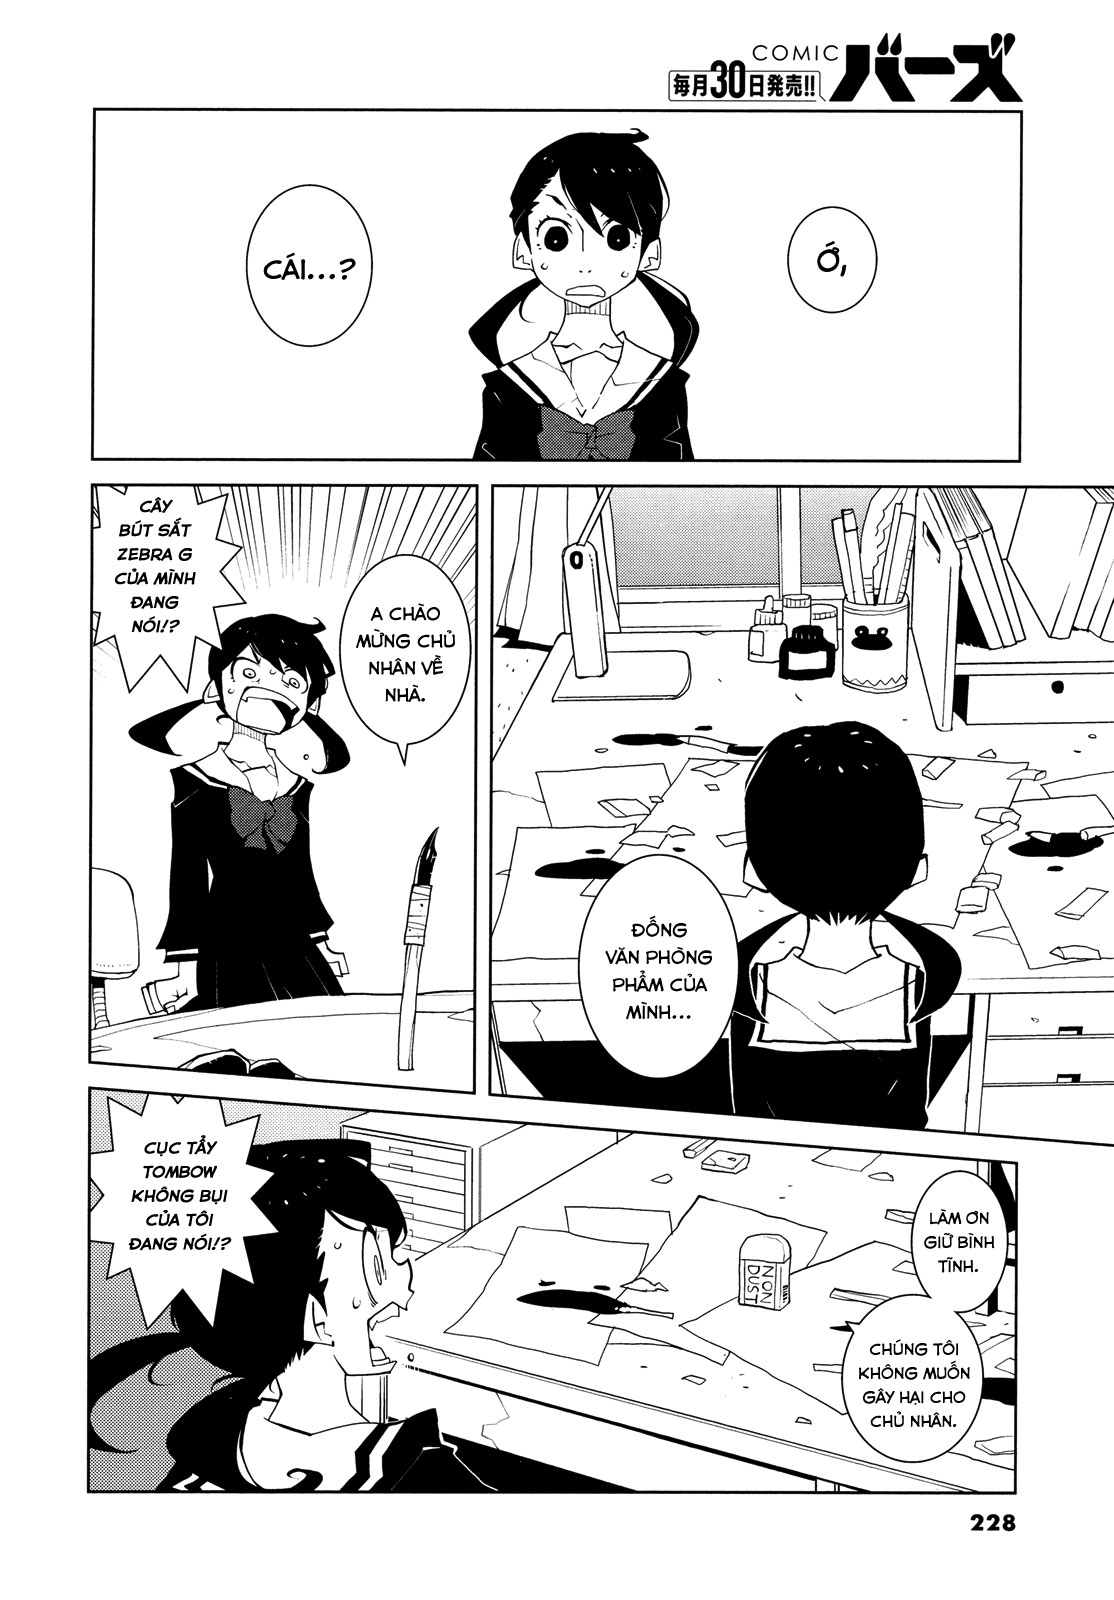 COMIC バーズ
毎月30日発売!!
Ớ,
CÁI...?
ĐỐNG
VĂN PHÒNG
PHẨM CỦA
MÌNH...
A CHÀO
MỪNG CHỦ
NHÂN VỀ
NHÀ.
CÂY
BÚT SẮT
ZEBRA G
CỦA MÌNH
ĐANG
NÓI!?
LÀM ƠN
GIỮ BÌNH
TĨNH.
CHÚNG TÔI
KHÔNG MUỐN
GÂY HẠI CHO
CHỦ NHÂN.
NON
DUST
CỤC TẨY
TOMBOW
KHÔNG BỤI
CỦA TÔI
ĐANG NÓI!?
228